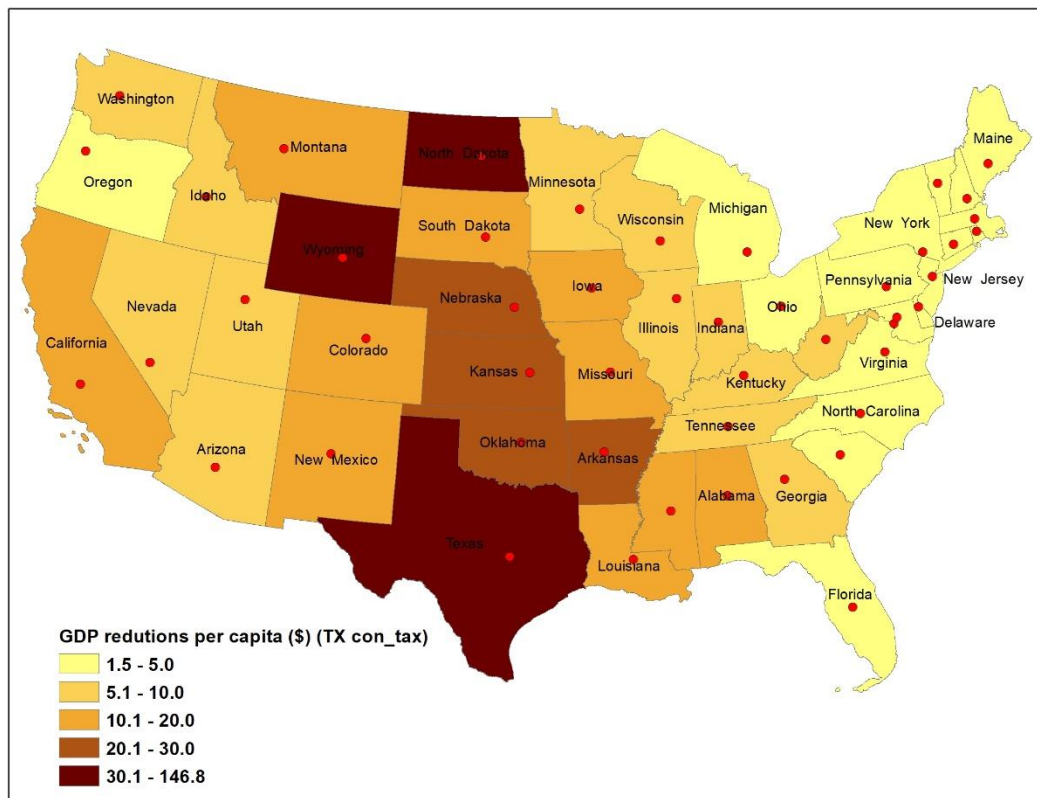 Washington
Maine
Montana
North Dakota
Oregon
Minnesota
Idaho
Michigan
Wisconsin
New York
South Dakota
Wyoming
Pennsylvania
New Jersey
Iowa
Nebraska
Nevada
Ohio
Utah
Illinois
Indiana
Delaware
California
Colorado
Virginia
Kansas
Missouri
Kentucky
North Carolina
Tennessee
Oklahoma
Arizona
New Mexico
Arkansas
Alabama
Georgia
Texas
Louisiana
Florida
GDP redutions per capita ($) (TX con_tax)
1.5 - 5.0
5.1 - 10.0
10.1 - 20.0
20.1 - 30.0
30.1 - 146.8